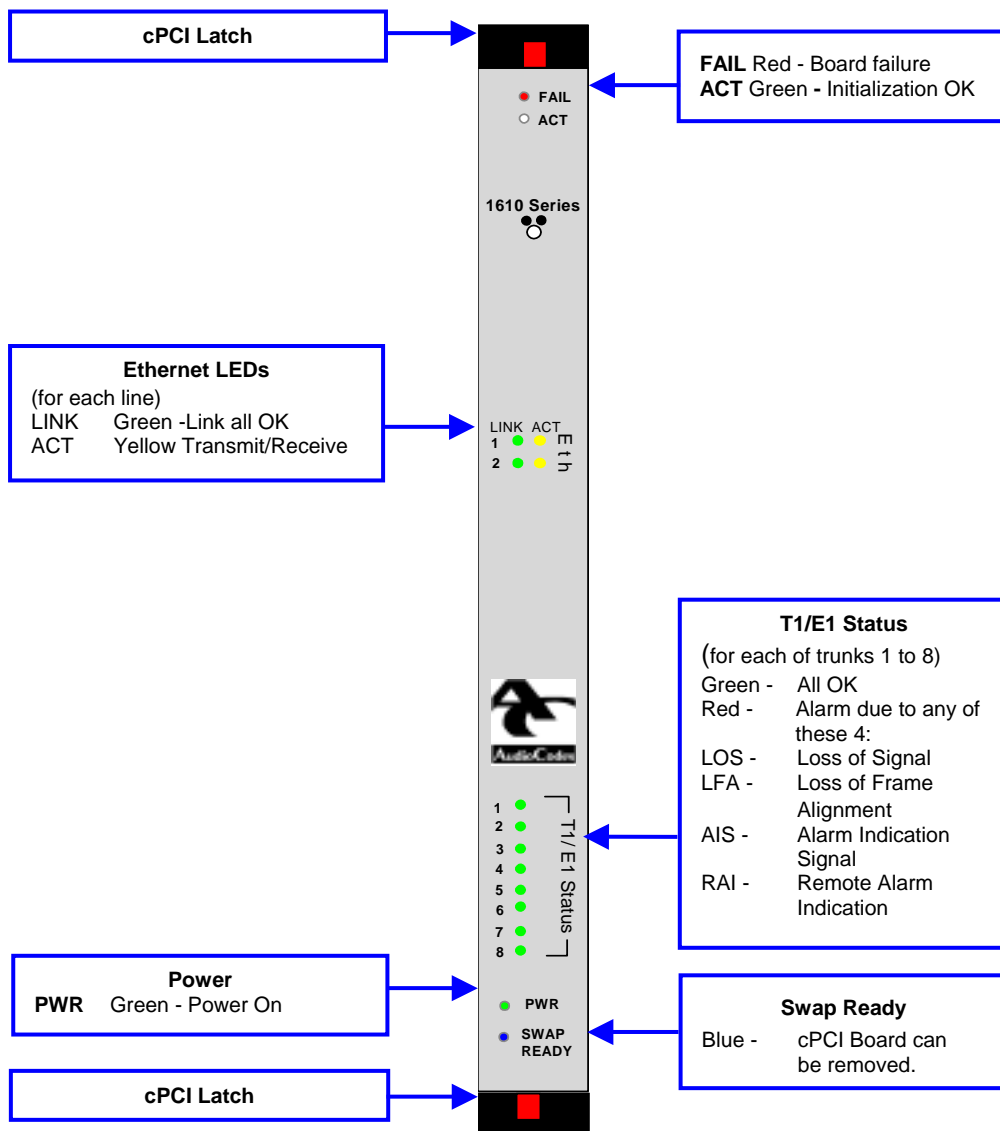 cPCI Latch
FAIL Red - Board failure
ACT Green - Initialization OK
FAIL
ACT
1610 Series
Ethernet LEDs
(for each line)
LINK Green -Link all OK
ACT Yellow Transmit/Receive
LINK ACT
1
2
Eth
T1/E1 Status
(for each of trunks 1 to 8)
Green - All OK
Red - Alarm due to any of
these 4:
LOS - Loss of Signal
LFA - Loss of Frame
Alignment
AIS - Alarm Indication
Signal
RAI - Remote Alarm
Indication
AudioCodes
1
2
3
4
5
6
7
8
T1/ E1 Status
Power
PWR Green - Power On
PWR
SWAP
READY
Swap Ready
Blue - cPCI Board can
be removed.
cPCI Latch